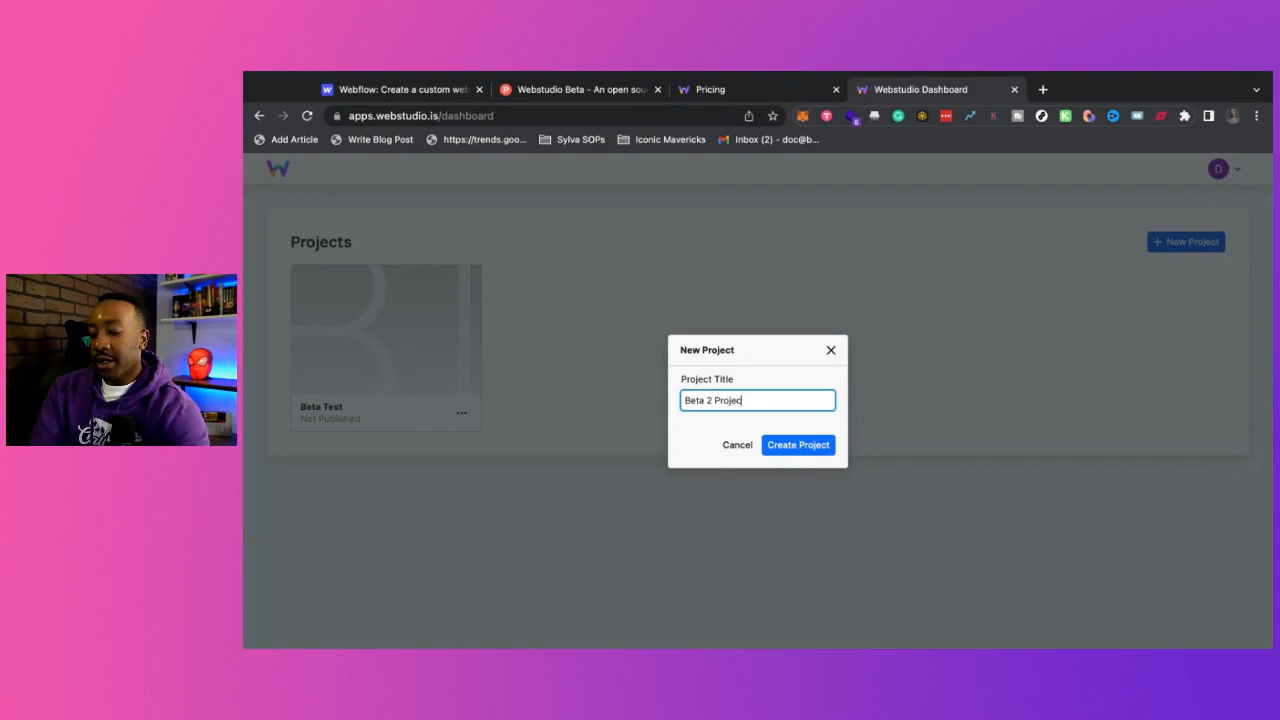 Webflow: Create a custom web
Webstudio Beta - An open sou
Pricing
Webstudio Dashboard
apps.webstudio.is/dashboard
6
Add Article
Write Blog Post
https://trends.goo...
Sylva SOPs
Iconic Mavericks
Inbox (2) - doc@b...
D
Projects
+ New Project
Beta Test
Not Published
New Project
Project Title
Beta 2 Projec
Cancel
Create Project